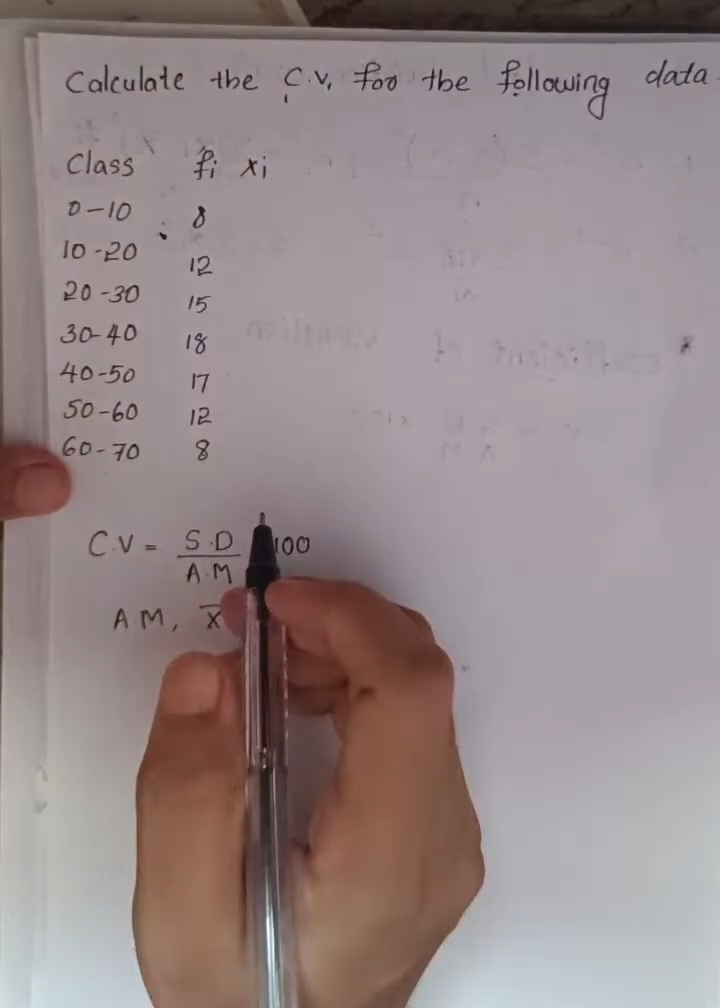 Calculate the C.V. for the following data.
Class fi xi
0-10 8
10-20 12
20-30 15
30-40 18
40-50 17
50-60 12
60-70 8
C.V = S.D / A.M 100
A M, x̅